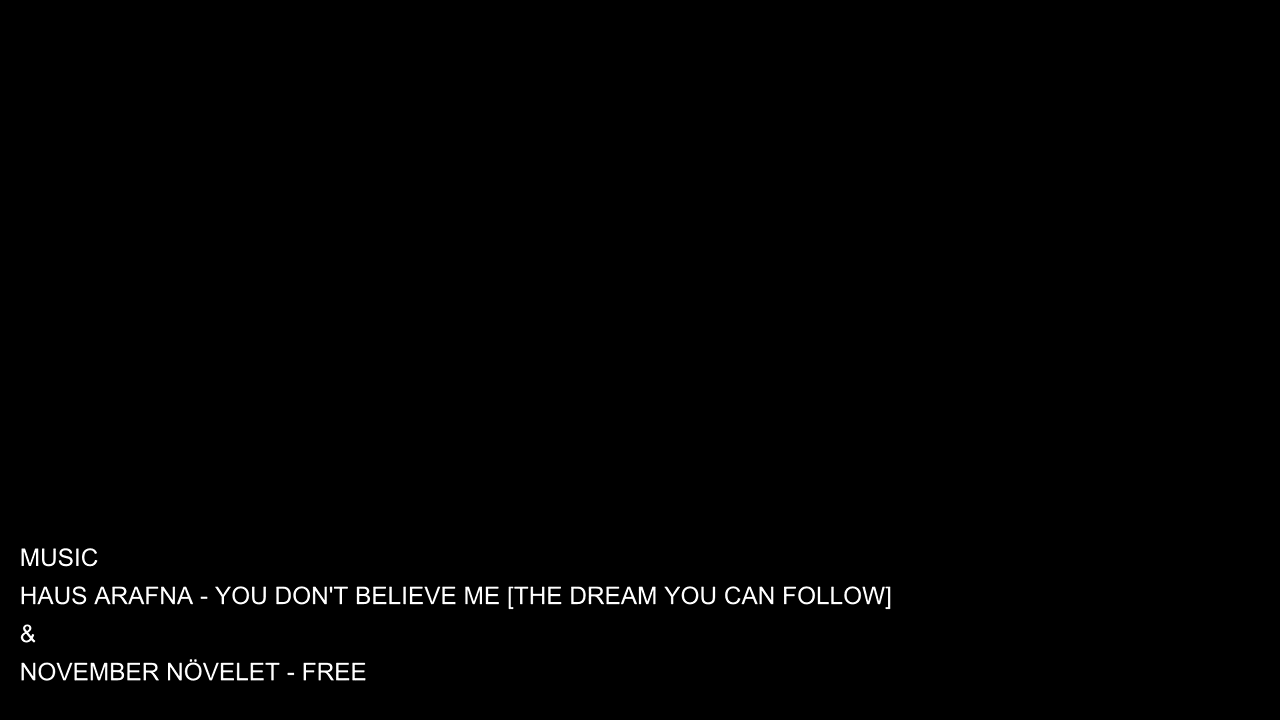 MUSIC
HAUS ARAFNA - YOU DON'T BELIEVE ME [THE DREAM YOU CAN FOLLOW]
&
NOVEMBER NÖVELET - FREE